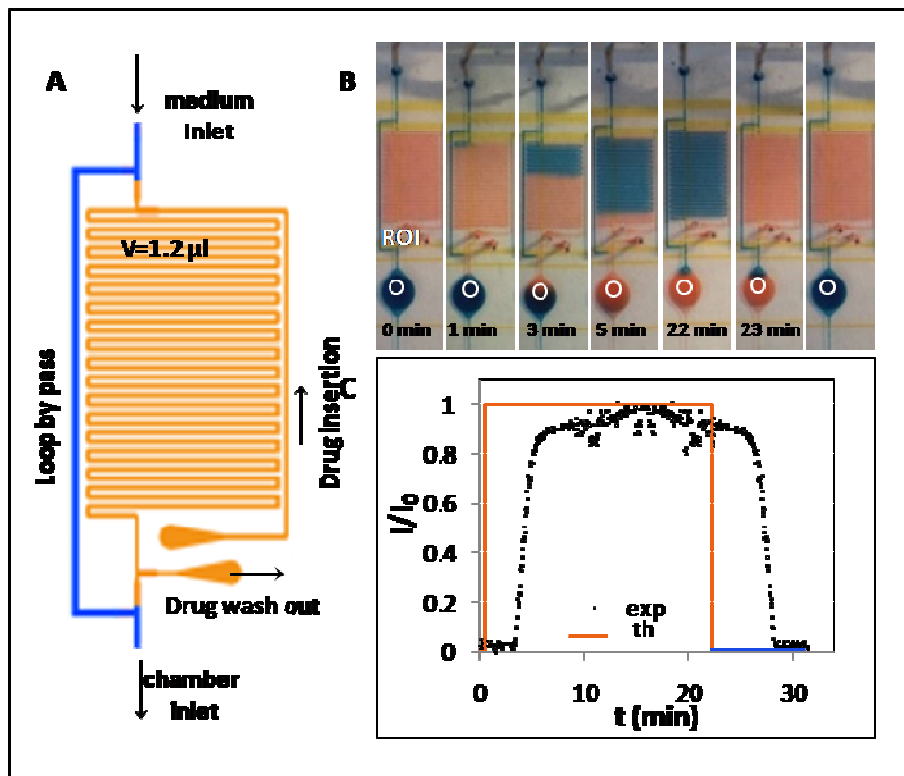 A
medium
inlet
V=1.2 µl
Loop by pass
Drug insertion
Drug wash out
chamber
inlet
B
ROI
0 min
1 min
3 min
5 min
22 min
23 min
C
I/I0
1
0.8
0.6
0.4
0.2
0
exp
th
0
10
20
30
t (min)